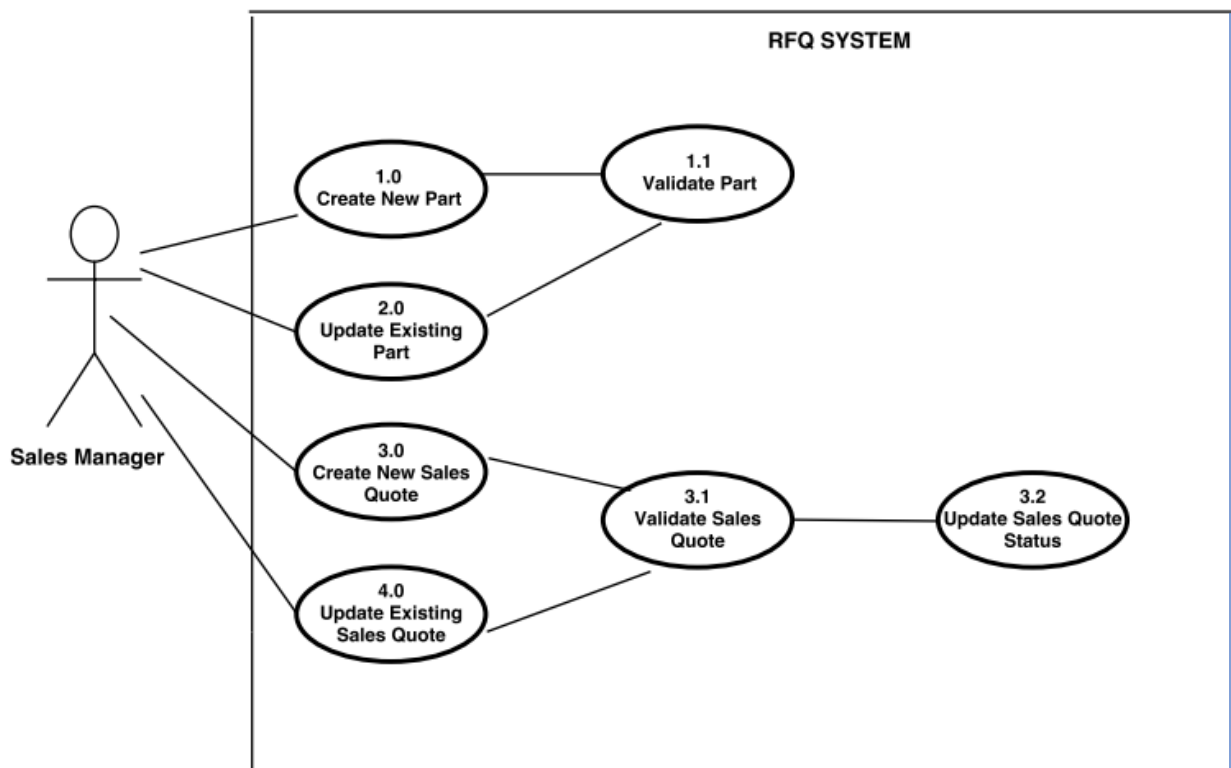 RFQ SYSTEM
1.0
Create New Part
1.1
Validate Part
2.0
Update Existing
Part
Sales Manager
3.0
Create New Sales
Quote
3.1
Validate Sales
Quote
3.2
Update Sales Quote
Status
4.0
Update Existing
Sales Quote